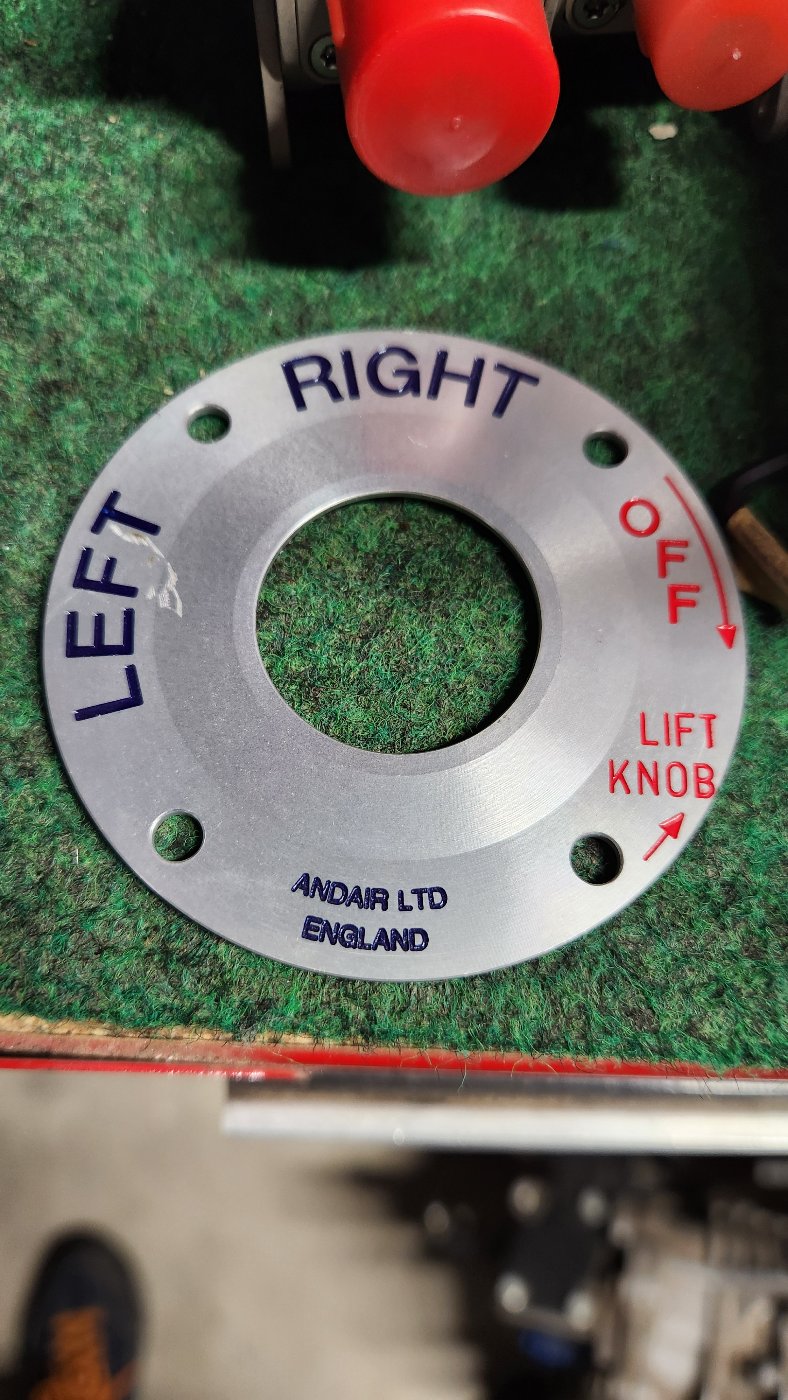 RIGHT
LEFT
OFF
LIFT
KNOB
ANDAIR LTD
ENGLAND